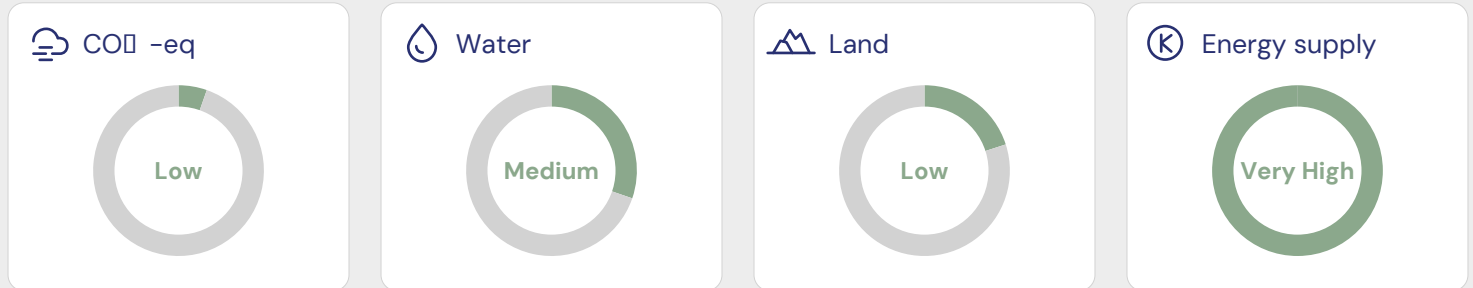 CO▯ -eq
Low
Water
Medium
Land
Low
Energy supply
Very High